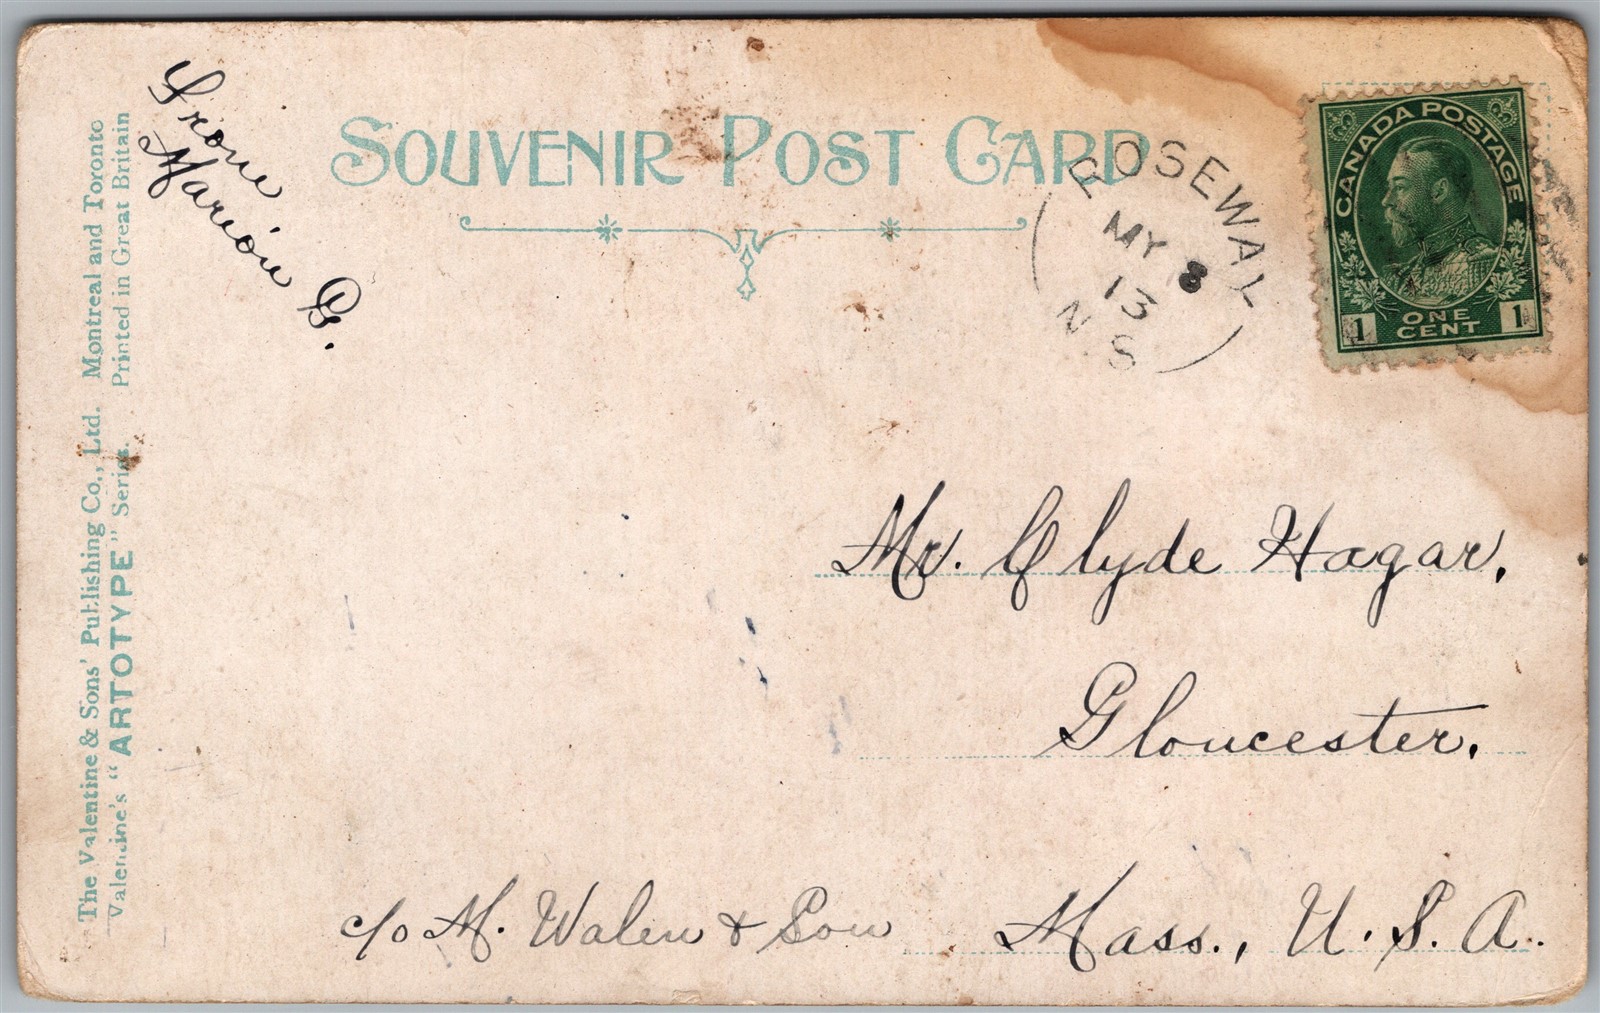 From
Marion B.
SOUVENIR POST CARD
ROSEWAY
MY 8
13
N S
CANADA POSTAGE
1 ONE CENT 1
Mr. Clyde Hagar,
Gloucester,
Mass., U.S.A.
c/o M. Walen & Son
The Valentine & Sons' Publishing Co., Ltd. Montreal and Toronto
Valentine's "ARTOTYPE" Series. Printed in Great Britain